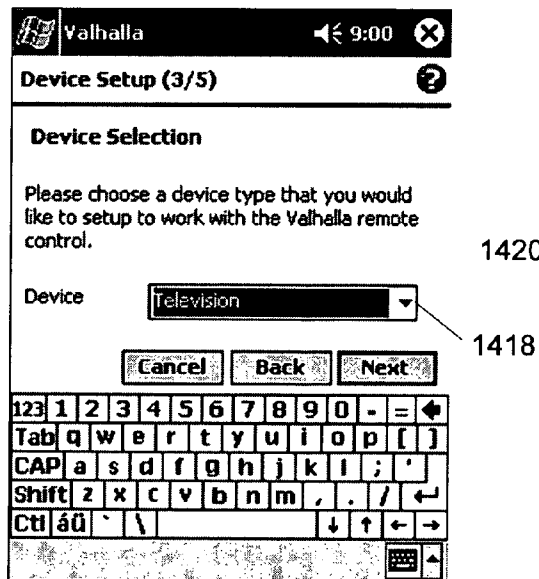 Valhalla 9:00
Device Setup (3/5) ?
Device Selection
Please choose a device type that you would
like to setup to work with the Valhalla remote
control.
1420
Device Television
1418
Cancel Back Next
123 1 2 3 4 5 6 7 8 9 0 - =
Tab q w e r t y u i o p [ ]
CAP a s d f g h j k l ; '
Shift z x c v b n m , . /
Ctl áü ` \